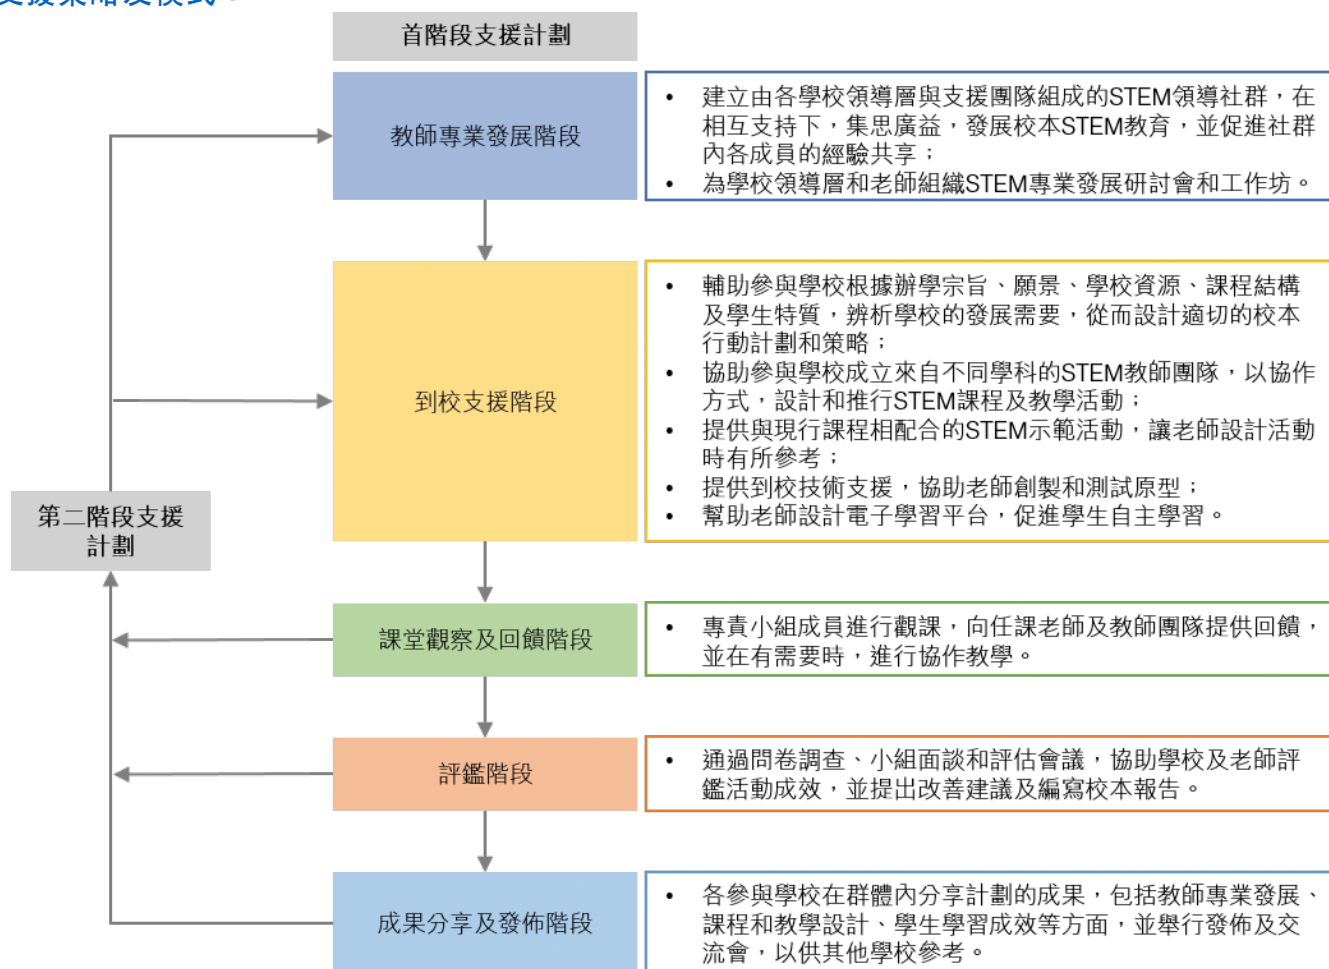 支援策略及模式：
首階段支援計劃
教師專業發展階段
• 建立由各學校領導層與支援團隊組成的STEM領導社群，在
相互支持下，集思廣益，發展校本STEM教育，並促進社群
內各成員的經驗共享；
• 為學校領導層和老師組織STEM專業發展研討會和工作坊。
到校支援階段
• 輔助參與學校根據辦學宗旨、願景、學校資源、課程結構
及學生特質，辨析學校的發展需要，從而設計適切的校本
行動計劃和策略；
• 協助參與學校成立來自不同學科的STEM教師團隊，以協作
方式，設計和推行STEM課程及教學活動；
• 提供與現行課程相配合的STEM示範活動，讓老師設計活動
時有所參考；
• 提供到校技術支援，協助老師創製和測試原型；
• 幫助老師設計電子學習平台，促進學生自主學習。
第二階段支援
計劃
課堂觀察及回饋階段
• 專責小組成員進行觀課，向任課老師及教師團隊提供回饋，
並在有需要時，進行協作教學。
評鑑階段
• 通過問卷調查、小組面談和評估會議，協助學校及老師評
鑑活動成效，並提出改善建議及編寫校本報告。
成果分享及發佈階段
• 各參與學校在群體內分享計劃的成果，包括教師專業發展、
課程和教學設計、學生學習成效等方面，並舉行發佈及交
流會，以供其他學校參考。